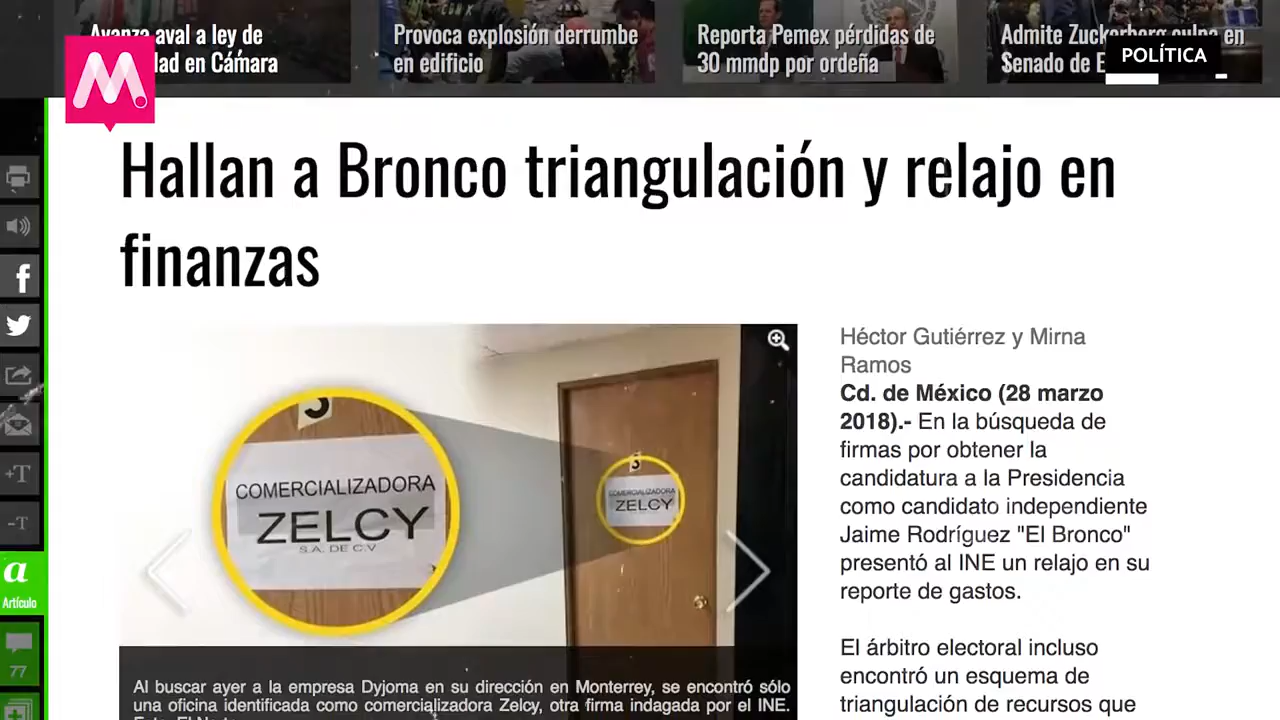 Avanza aval a ley de
dad en Cámara
Provoca explosión derrumbe
en edificio
Reporta Pemex pérdidas de
30 mmdp por ordeña
Admite Zuckerberg culpa en
Senado de
POLÍTICA
M.
Hallan a Bronco triangulación y relajo en
finanzas
+T
-T
a
Artículo
77
3
COMERCIALIZADORA
ZELCY
S.A. DE C.V
3
COMERCIALIZADORA
ZELCY
Al buscar ayer a la empresa Dyjoma en su dirección en Monterrey, se encontró sólo
una oficina identificada como comercializadora Zelcy, otra firma indagada por el INE.
Héctor Gutiérrez y Mirna
Ramos
Cd. de México (28 marzo
2018).- En la búsqueda de
firmas por obtener la
candidatura a la Presidencia
como candidato independiente
Jaime Rodríguez "El Bronco"
presentó al INE un relajo en su
reporte de gastos.
El árbitro electoral incluso
encontró un esquema de
triangulación de recursos que